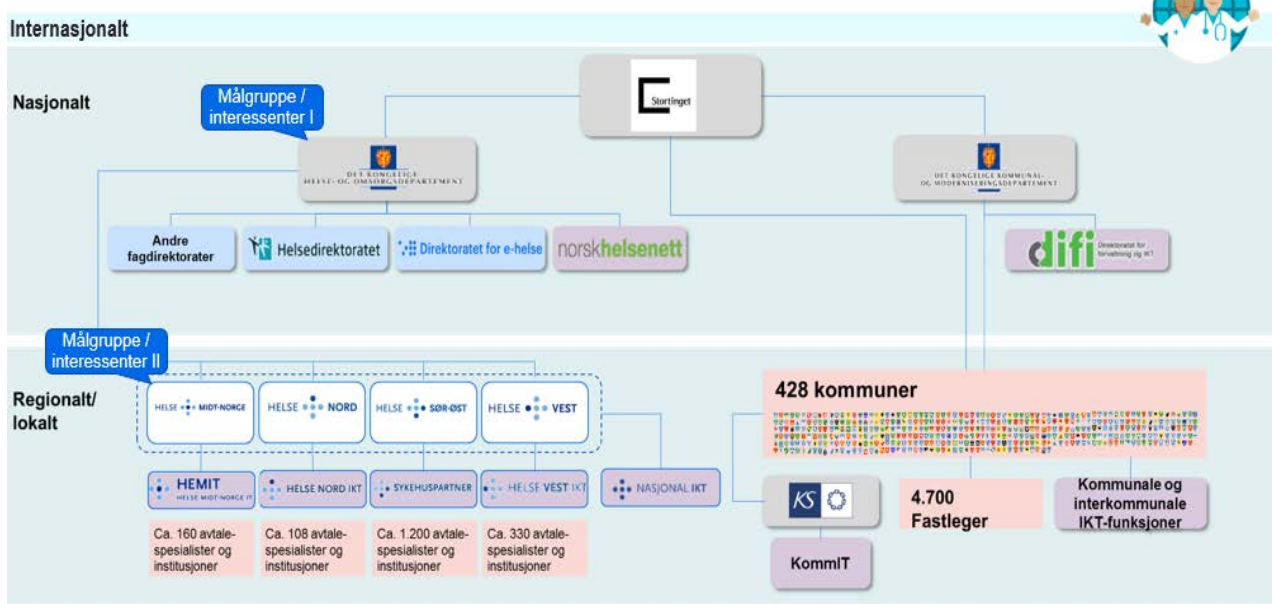 Internasjonalt
Nasjonalt
Målgruppe /
interessenter I
Stortinget
DET KONGELIGE
HELSE- OG OMSORGSDEPARTEMENT
DET KONGELIGE KOMMUNAL-
OG MODERNISERINGSDEPARTEMENT
Andre
fagdirektorater
Helsedirektoratet
Direktoratet for e-helse
norskhelsenett
difi
Direktoratet for
forvaltning og IKT
Målgruppe /
interessenter II
Regionalt/
lokalt
HELSE MIDT-NORGE
HELSE NORD
HELSE SØR-ØST
HELSE VEST
428 kommuner
HEMIT
HELSE MIDT-NORGE IT
HELSE NORD IKT
SYKEHUSPARTNER
HELSE VEST IKT
NASJONAL IKT
KS
4.700
Fastleger
Kommunale og
interkommunale
IKT-funksjoner
Ca. 160 avtale-
spesialister og
institusjoner
Ca. 108 avtale-
spesialister og
institusjoner
Ca. 1.200 avtale-
spesialister og
institusjoner
Ca. 330 avtale-
spesialister og
institusjoner
KommIT